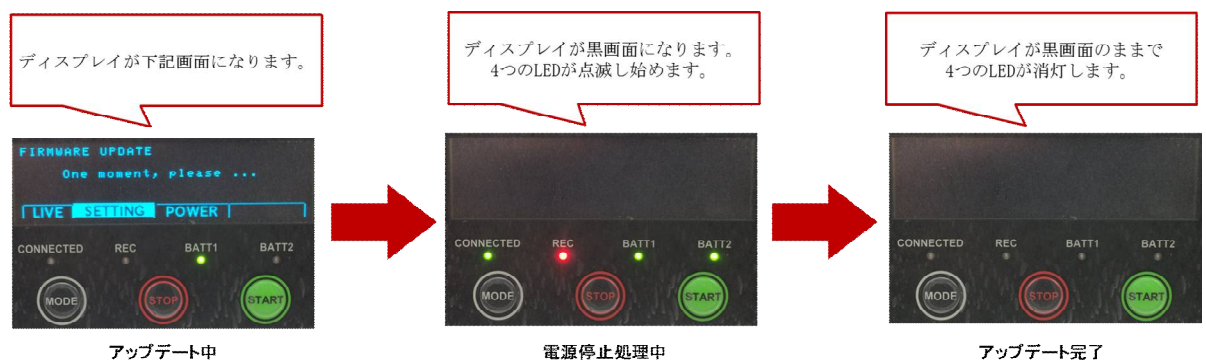 ディスプレイが下記画面になります。
FIRMWARE UPDATE
One moment, please ...
LIVE SETTING POWER
CONNECTED REC BATT1 BATT2
MODE STOP START
アップデート中
ディスプレイが黒画面になります。
4つのLEDが点滅し始めます。
CONNECTED REC BATT1 BATT2
MODE STOP START
電源停止処理中
ディスプレイが黒画面のままで
4つのLEDが消灯します。
CONNECTED REC BATT1 BATT2
MODE STOP START
アップデート完了